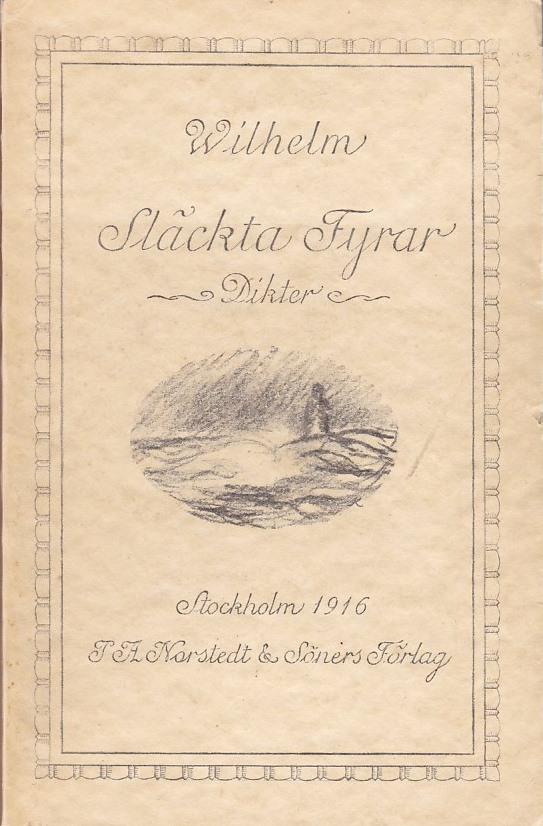 Wilhelm
Släckta Fyrar
Dikter
Stockholm 1916
P A Norstedt & Söners Förlag